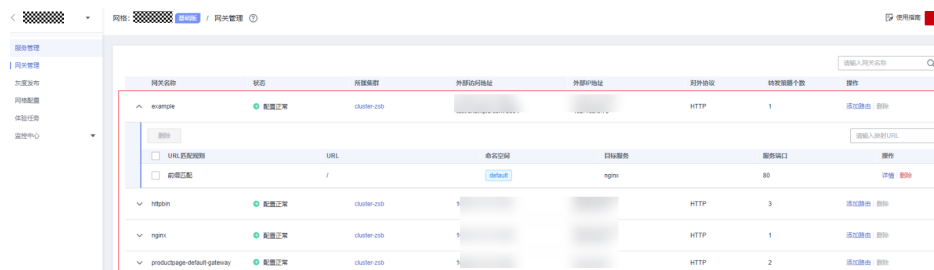 网格: 基础版 / 网关管理
使用指南
服务管理
网关管理
灰度发布
网格配置
体验任务
监控中心
请输入网关名称
网关名称 状态 所属集群 外部访问地址 外部IP地址 对外协议 转发策略个数 操作
example 配置正常 cluster-zsb HTTP 1 添加路由 删除
删除 请输入映射URL
URL匹配规则 URL 命名空间 目标服务 服务端口 操作
前缀匹配 / default nginx 80 详情 删除
httpbin 配置正常 cluster-zsb HTTP 3 添加路由 删除
nginx 配置正常 cluster-zsb HTTP 1 添加路由 删除
productpage-default-gateway 配置正常 cluster-zsb HTTP 2 添加路由 删除